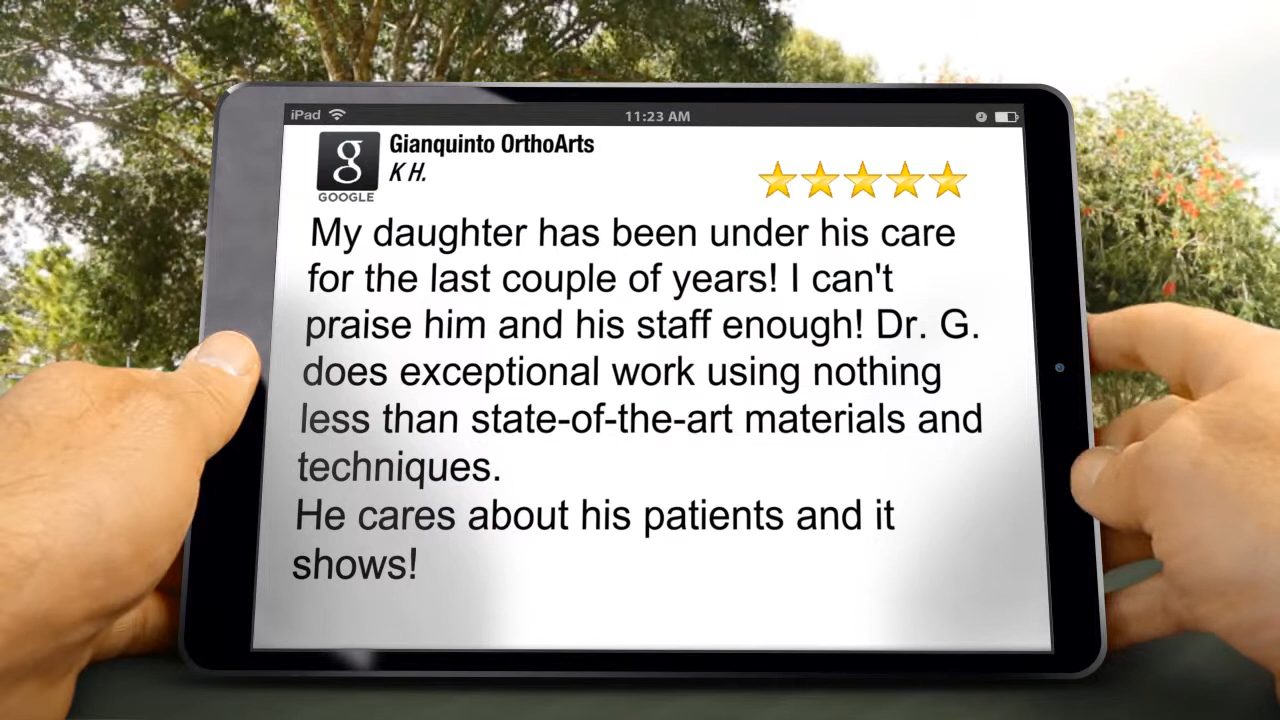 iPad 11:23 AM
g
GOOGLE
Gianquinto OrthoArts
K H.
My daughter has been under his care
for the last couple of years! I can't
praise him and his staff enough! Dr. G.
does exceptional work using nothing
less than state-of-the-art materials and
techniques.
He cares about his patients and it
shows!